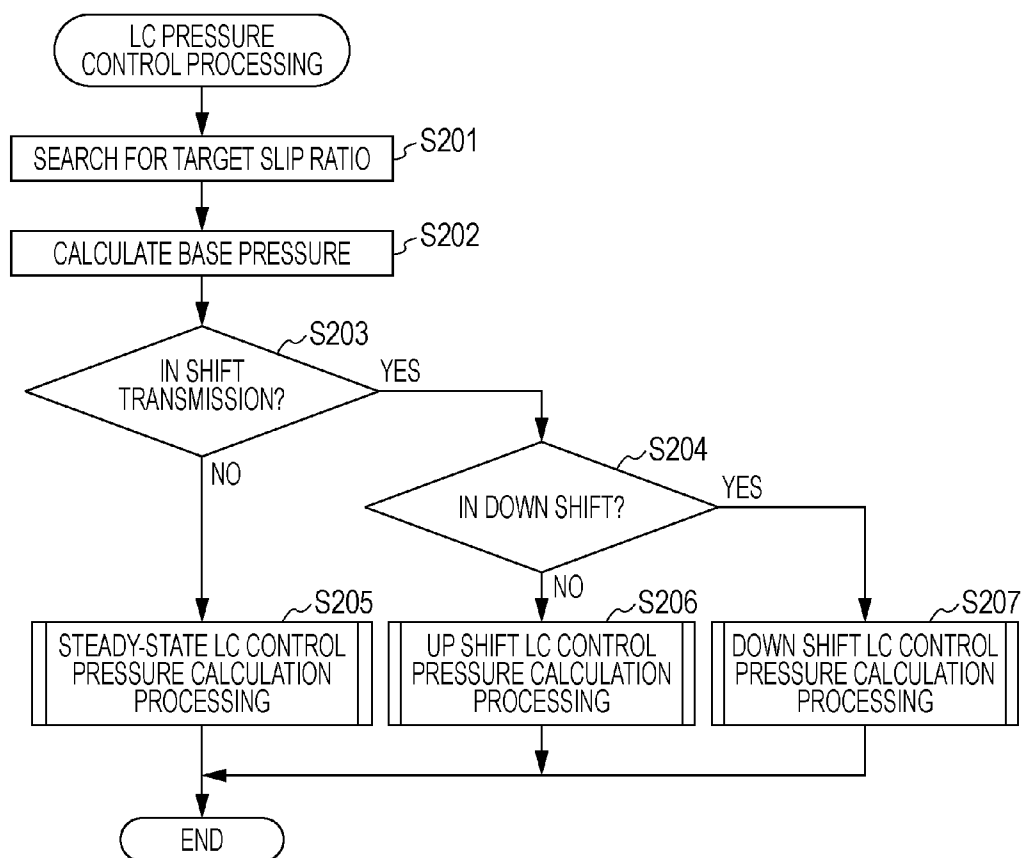 LC PRESSURE
CONTROL PROCESSING
SEARCH FOR TARGET SLIP RATIO
S201
CALCULATE BASE PRESSURE
S202
IN SHIFT
TRANSMISSION?
S203
YES
NO
IN DOWN SHIFT?
S204
YES
NO
STEADY-STATE LC CONTROL
PRESSURE CALCULATION
PROCESSING
S205
UP SHIFT LC CONTROL
PRESSURE CALCULATION
PROCESSING
S206
DOWN SHIFT LC CONTROL
PRESSURE CALCULATION
PROCESSING
S207
END